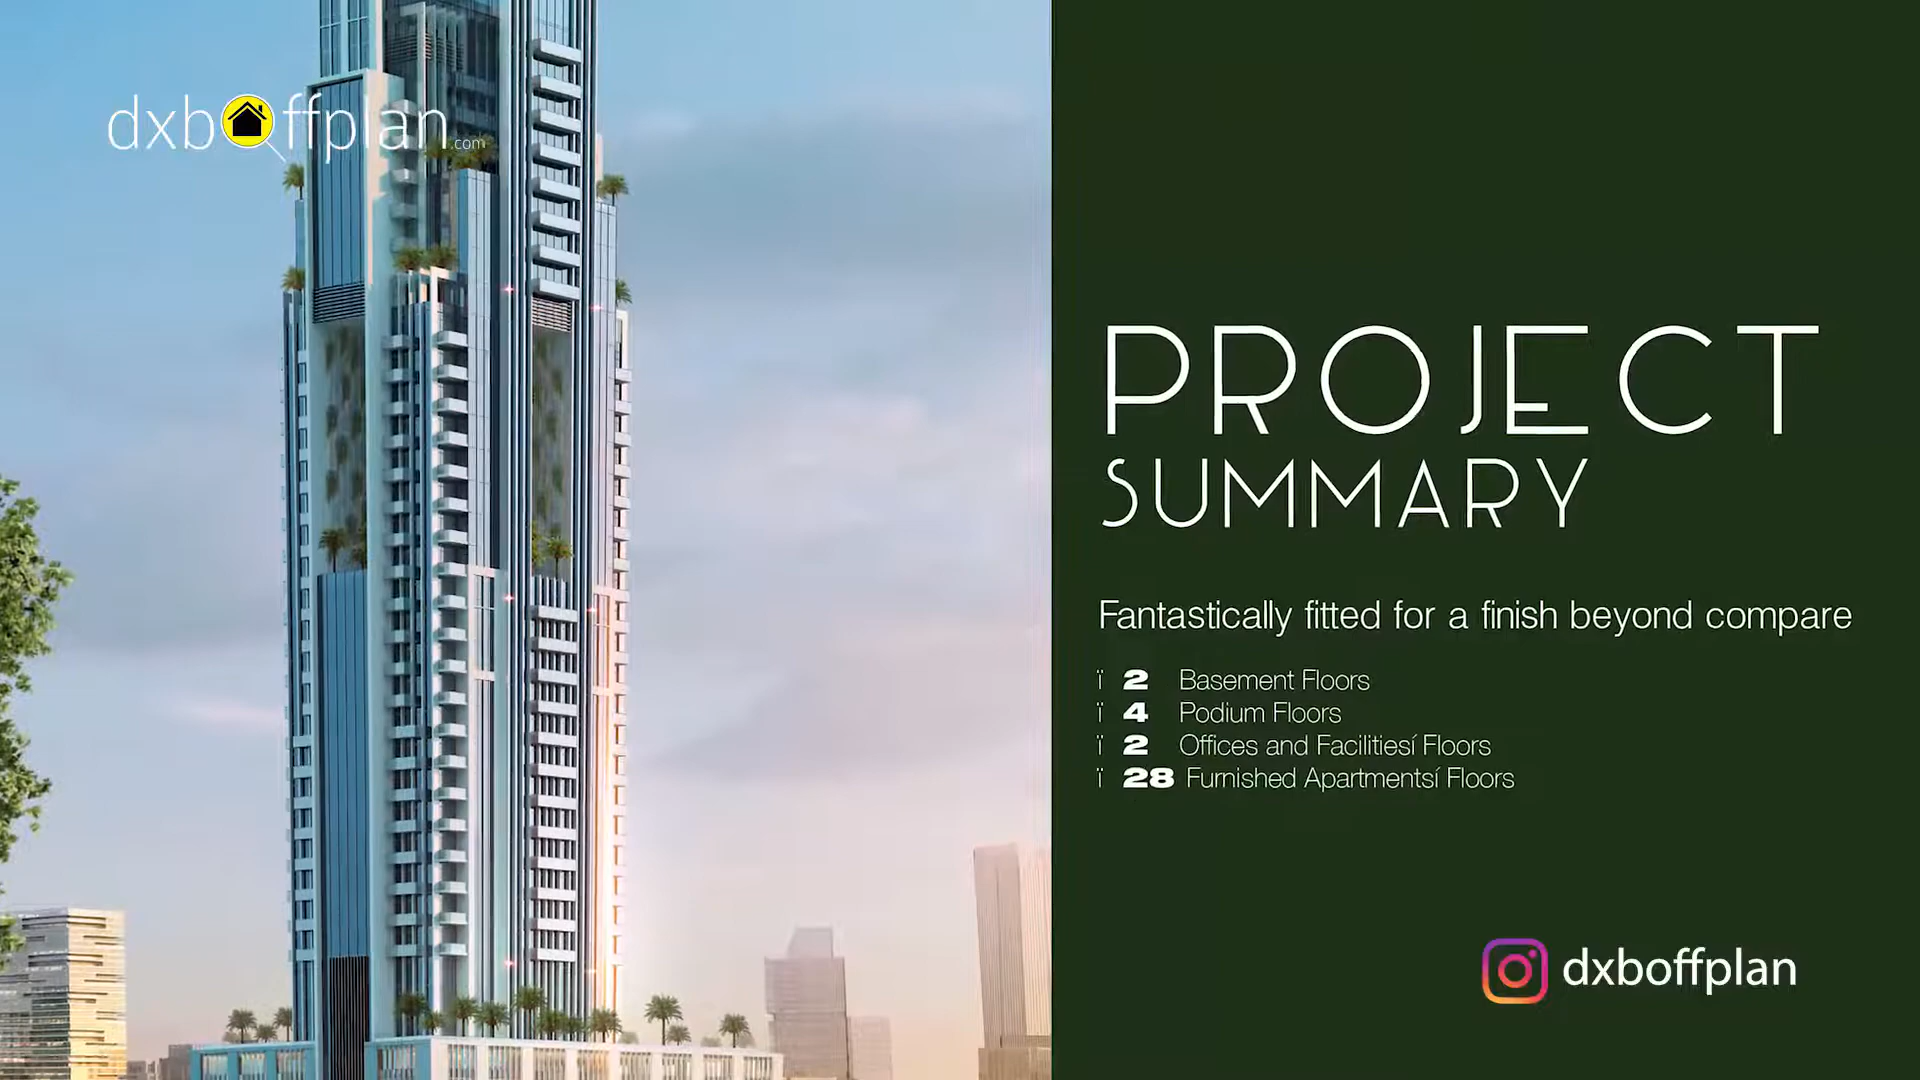 dxboffplan.com
PROJECT
SUMMARY
Fantastically fitted for a finish beyond compare
ï 2 Basement Floors
ï 4 Podium Floors
ï 2 Offices and Facilitiesí Floors
ï 28 Furnished Apartmentsí Floors
dxboffplan